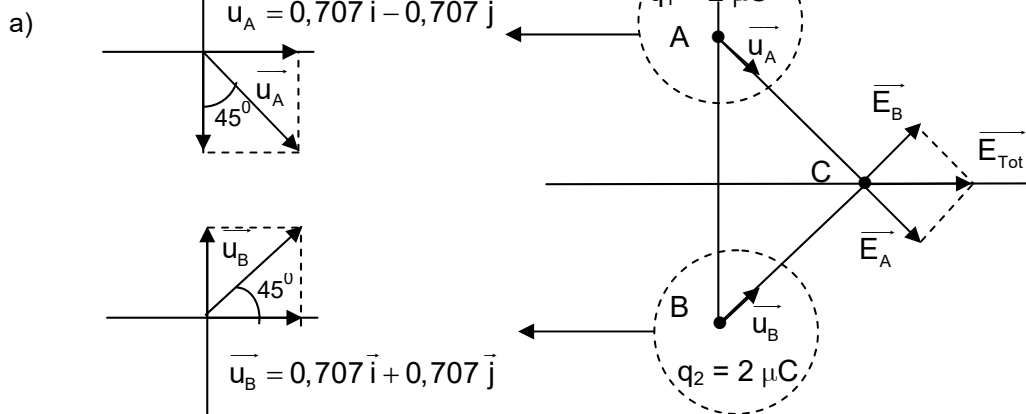 a)
u_A = 0,707 i − 0,707 j
u_A
45⁰
u_B
45⁰
u_B = 0,707 i + 0,707 j
A
u_A
E_B
E_Tot
C
E_A
B
u_B
q₂ = 2 μC